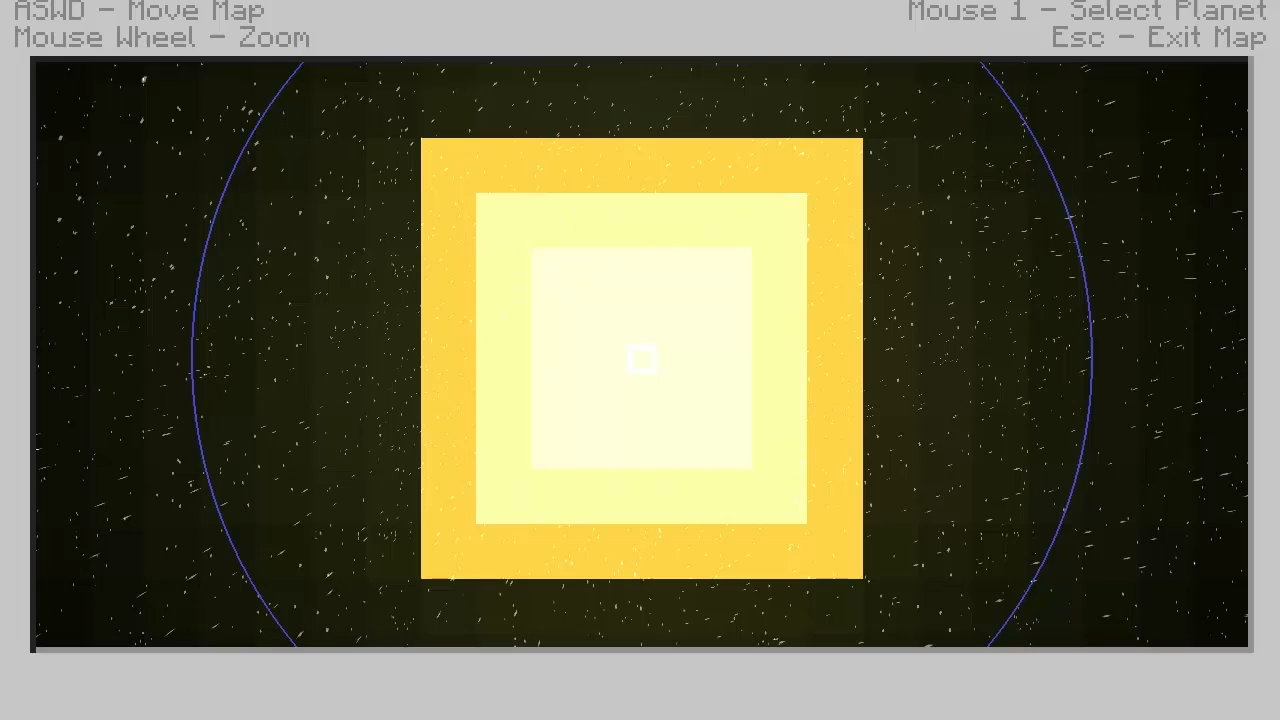 ASWD - Move Map
Mouse Wheel - Zoom
Mouse 1 - Select Planet
Esc - Exit Map